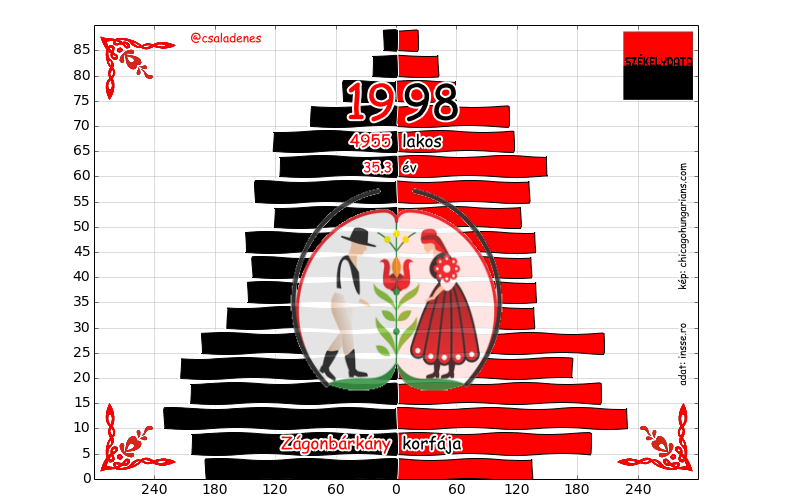 @csaladenes
SZÉKELYDATA
1998
4955 lakos
35.3 év
kép: chicagohungarians.com
adat: insse.ro
Zágonbárkány korfája
85
80
75
70
65
60
55
50
45
40
35
30
25
20
15
10
5
0
240 180 120 60 0 60 120 180 240